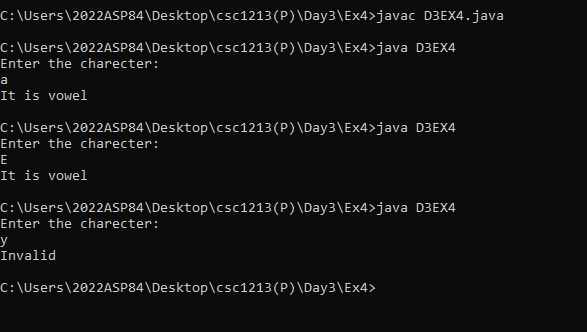 C:\Users\2022ASP84\Desktop\csc1213(P)\Day3\Ex4>javac D3EX4.java
C:\Users\2022ASP84\Desktop\csc1213(P)\Day3\Ex4>java D3EX4
Enter the charecter:
a
It is vowel
C:\Users\2022ASP84\Desktop\csc1213(P)\Day3\Ex4>java D3EX4
Enter the charecter:
E
It is vowel
C:\Users\2022ASP84\Desktop\csc1213(P)\Day3\Ex4>java D3EX4
Enter the charecter:
y
Invalid
C:\Users\2022ASP84\Desktop\csc1213(P)\Day3\Ex4>